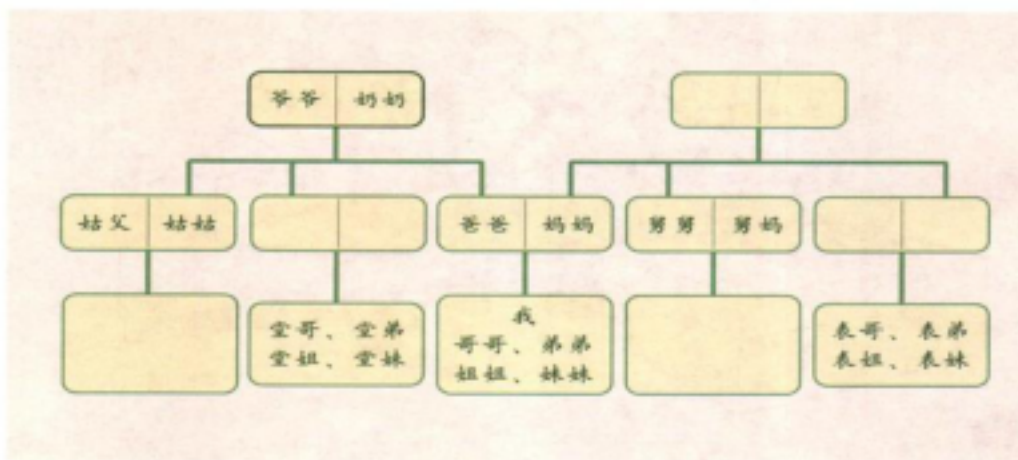 爷爷 奶奶
姑父 姑姑
爸爸 妈妈
舅舅 舅妈
堂哥、堂弟
堂姐、堂妹
我
哥哥、弟弟
姐姐、妹妹
表哥、表弟
表姐、表妹